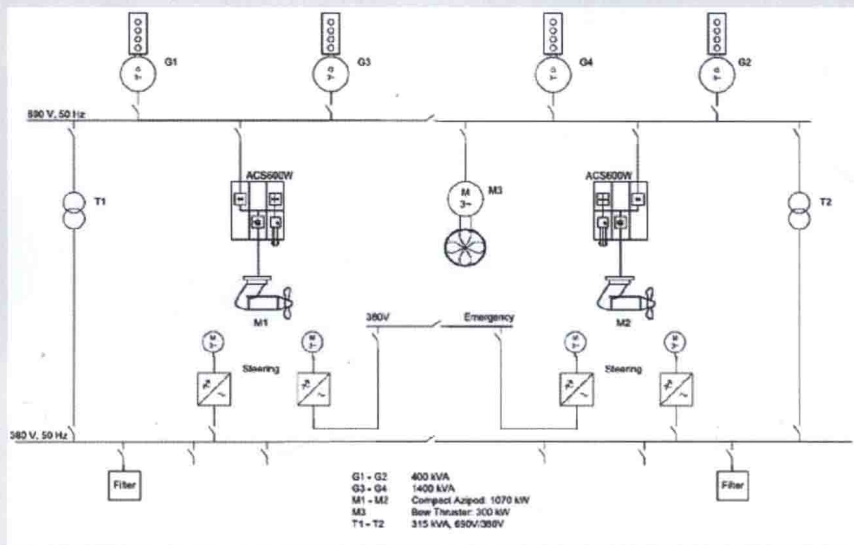 G1
G3
G4
G2
690 V, 50 Hz
ACS600W
ACS600W
T1
M
3~
M3
T2
M1
380V
Emergency
M2
Steering
Steering
380 V, 50 Hz
Filter
Filter
G1 - G2 400 kVA
G3 - G4 1400 kVA
M1 - M2 Compact Azipod: 1070 kW
M3 Bow Thruster: 300 kW
T1 - T2 315 kVA, 690V/380V